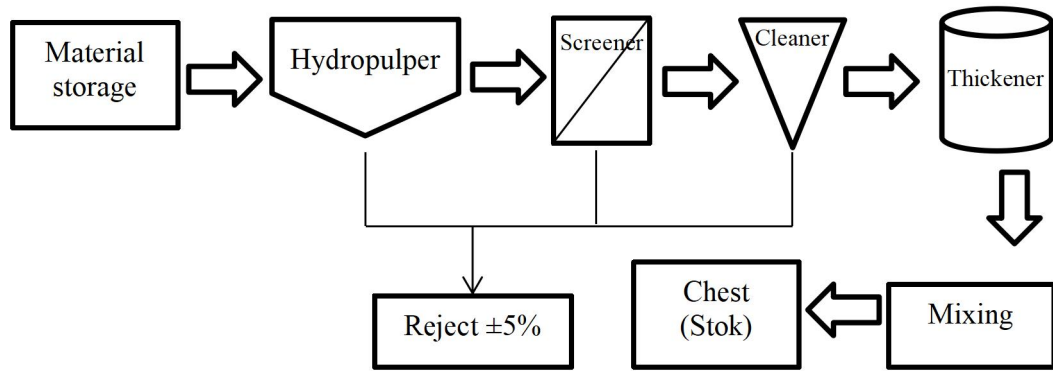 Material
storage
Hydropulper
Screener
Cleaner
Thickener
Reject ±5%
Chest
(Stok)
Mixing